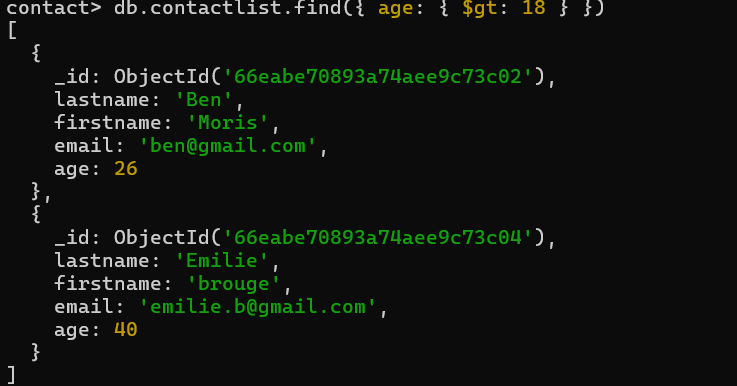 contact> db.contactlist.find({ age: { $gt: 18 } })
[
  {
    _id: ObjectId('66eabe70893a74aee9c73c02'),
    lastname: 'Ben',
    firstname: 'Moris',
    email: 'ben@gmail.com',
    age: 26
  },
  {
    _id: ObjectId('66eabe70893a74aee9c73c04'),
    lastname: 'Emilie',
    firstname: 'brouge',
    email: 'emilie.b@gmail.com',
    age: 40
  }
]